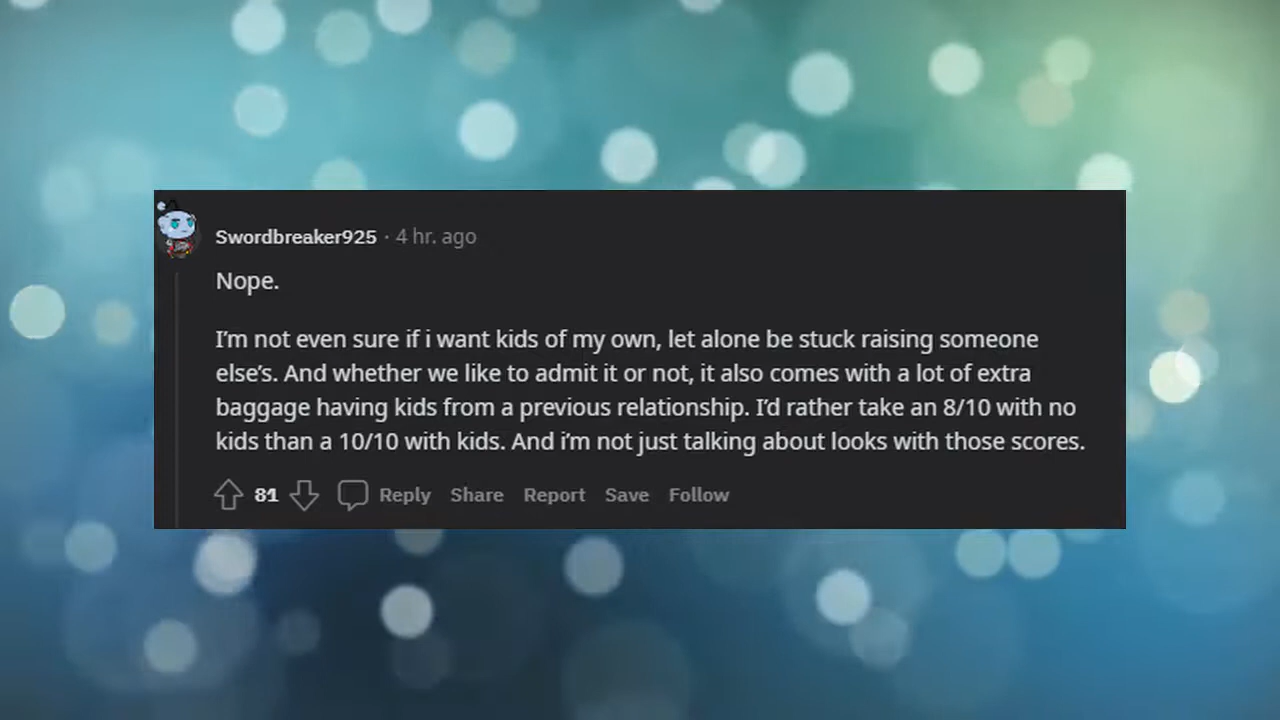 Swordbreaker925 · 4 hr. ago
Nope.
I'm not even sure if i want kids of my own, let alone be stuck raising someone
else's. And whether we like to admit it or not, it also comes with a lot of extra
baggage having kids from a previous relationship. I'd rather take an 8/10 with no
kids than a 10/10 with kids. And i'm not just talking about looks with those scores.
81 Reply Share Report Save Follow